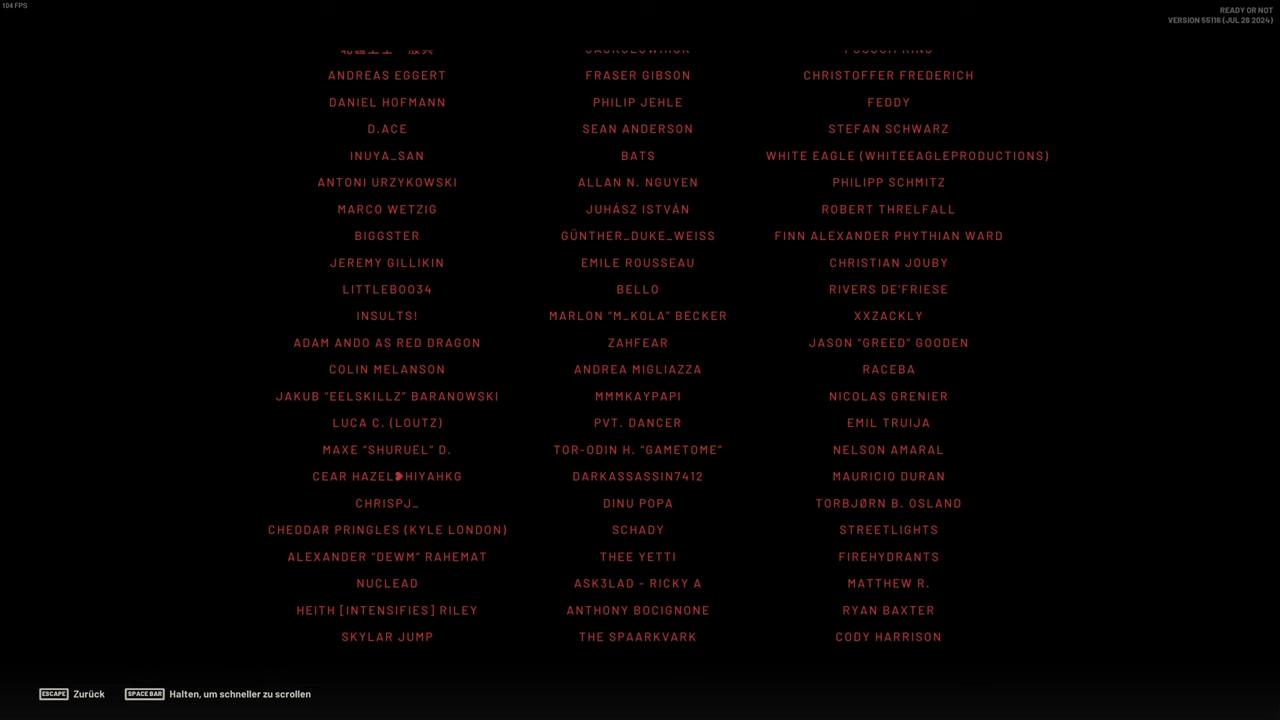 104 FPS
READY OR NOT
VERSION 55116 (JUL 26 2024)
ANDREAS EGGERT FRASER GIBSON CHRISTOFFER FREDERICH
DANIEL HOFMANN PHILIP JEHLE FEDDY
D.ACE SEAN ANDERSON STEFAN SCHWARZ
INUYA_SAN BATS WHITE EAGLE (WHITEEAGLEPRODUCTIONS)
ANTONI URZYKOWSKI ALLAN N. NGUYEN PHILIPP SCHMITZ
MARCO WETZIG JUHÁSZ ISTVÁN ROBERT THRELFALL
BIGGSTER GÜNTHER_DUKE_WEISS FINN ALEXANDER PHYTHIAN WARD
JEREMY GILLIKIN EMILE ROUSSEAU CHRISTIAN JOUBY
LITTLEBOO34 BELLO RIVERS DE'FRIESE
INSULTS! MARLON "M_KOLA" BECKER XXZACKLY
ADAM ANDO AS RED DRAGON ZAHFEAR JASON "GREED" GOODEN
COLIN MELANSON ANDREA MIGLIAZZA RACEBA
JAKUB "EELSKILLZ" BARANOWSKI MMMKAYPAPI NICOLAS GRENIER
LUCA C. (LOUTZ) PVT. DANCER EMIL TRUIJA
MAXE "SHURUEL" D. TOR-ODIN H. "GAMETOME" NELSON AMARAL
CEAR HAZEL❥HIYAHKG DARKASSASSIN7412 MAURICIO DURAN
CHRISPJ_ DINU POPA TORBJØRN B. OSLAND
CHEDDAR PRINGLES (KYLE LONDON) SCHADY STREETLIGHTS
ALEXANDER "DEWM" RAHEMAT THEE YETTI FIREHYDRANTS
NUCLEAD ASK3LAD - RICKY A MATTHEW R.
HEITH [INTENSIFIES] RILEY ANTHONY BOCIGNONE RYAN BAXTER
SKYLAR JUMP THE SPAARKVARK CODY HARRISON
ESCAPE Zurück SPACE BAR Halten, um schneller zu scrollen